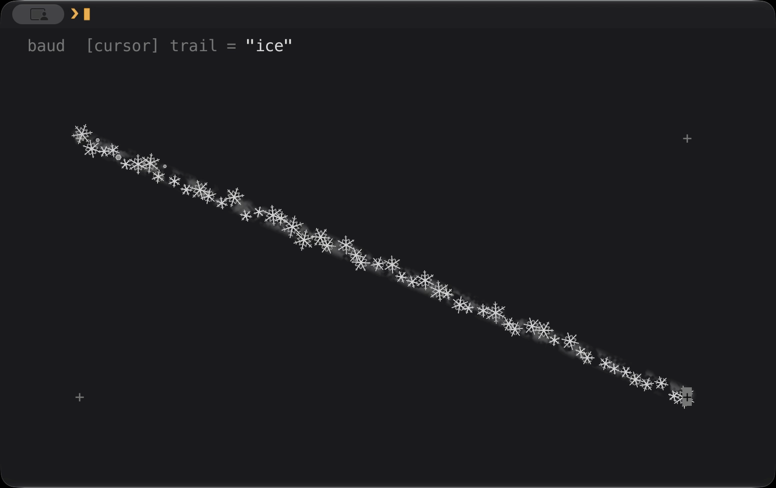 ❯
baud  [cursor] trail = "ice"
+
+
+